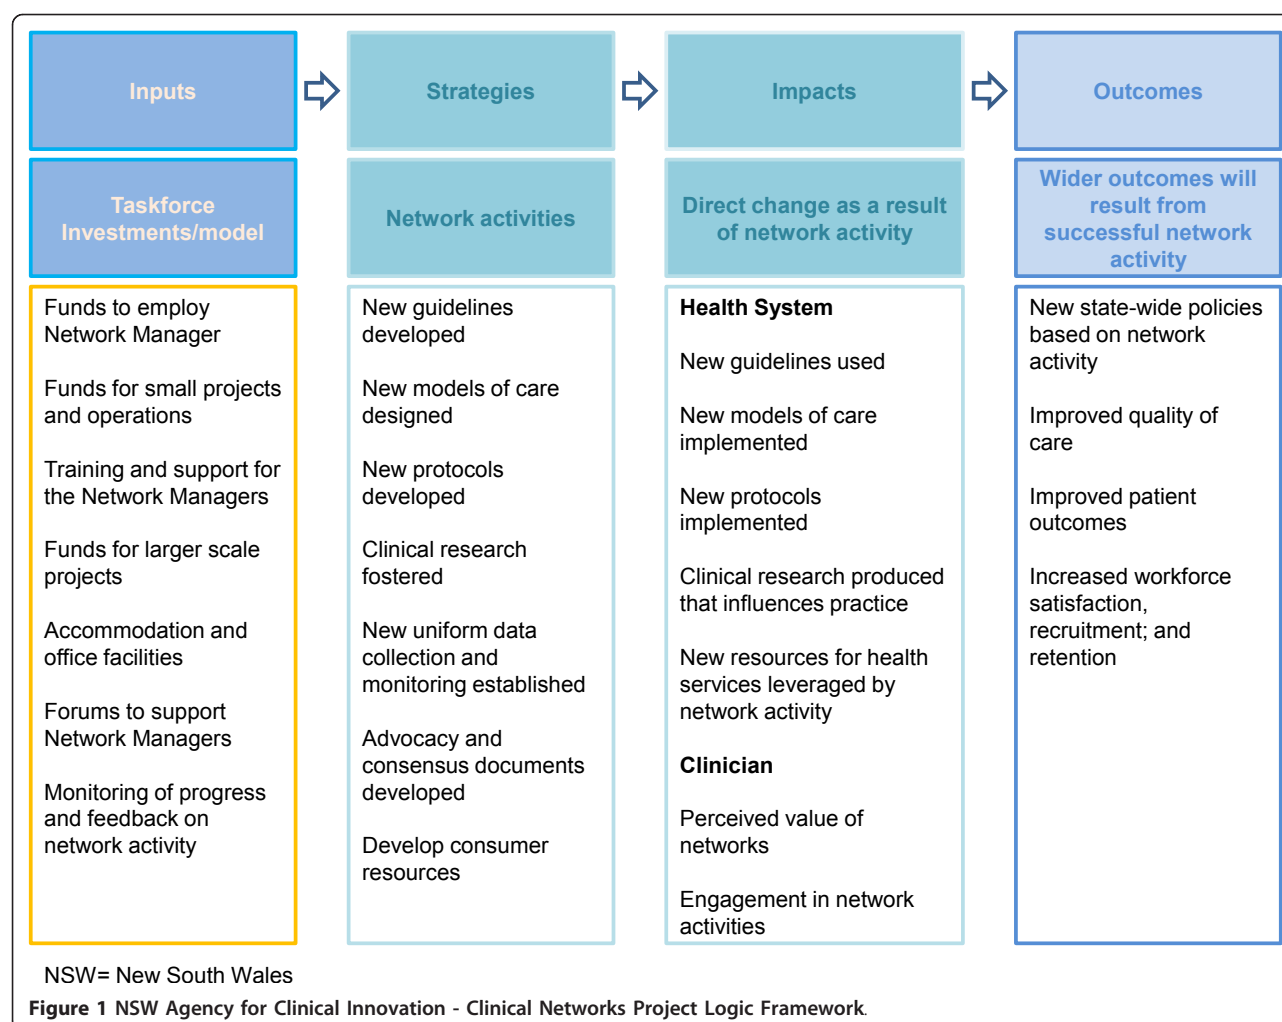 Inputs
Strategies
Impacts
Outcomes
Taskforce
Investments/model
Network activities
Direct change as a result
of network activity
Wider outcomes will
result from
successful network
activity
Funds to employ
Network Manager
Funds for small projects
and operations
Training and support for
the Network Managers
Funds for larger scale
projects
Accommodation and
office facilities
Forums to support
Network Managers
Monitoring of progress
and feedback on
network activity
New guidelines
developed
New models of care
designed
New protocols
developed
Clinical research
fostered
New uniform data
collection and
monitoring established
Advocacy and
consensus documents
developed
Develop consumer
resources
Health System
New guidelines used
New models of care
implemented
New protocols
implemented
Clinical research produced
that influences practice
New resources for health
services leveraged by
network activity
Clinician
Perceived value of
networks
Engagement in network
activities
New state-wide policies
based on network
activity
Improved quality of
care
Improved patient
outcomes
Increased workforce
satisfaction,
recruitment; and
retention
NSW= New South Wales
Figure 1 NSW Agency for Clinical Innovation - Clinical Networks Project Logic Framework.